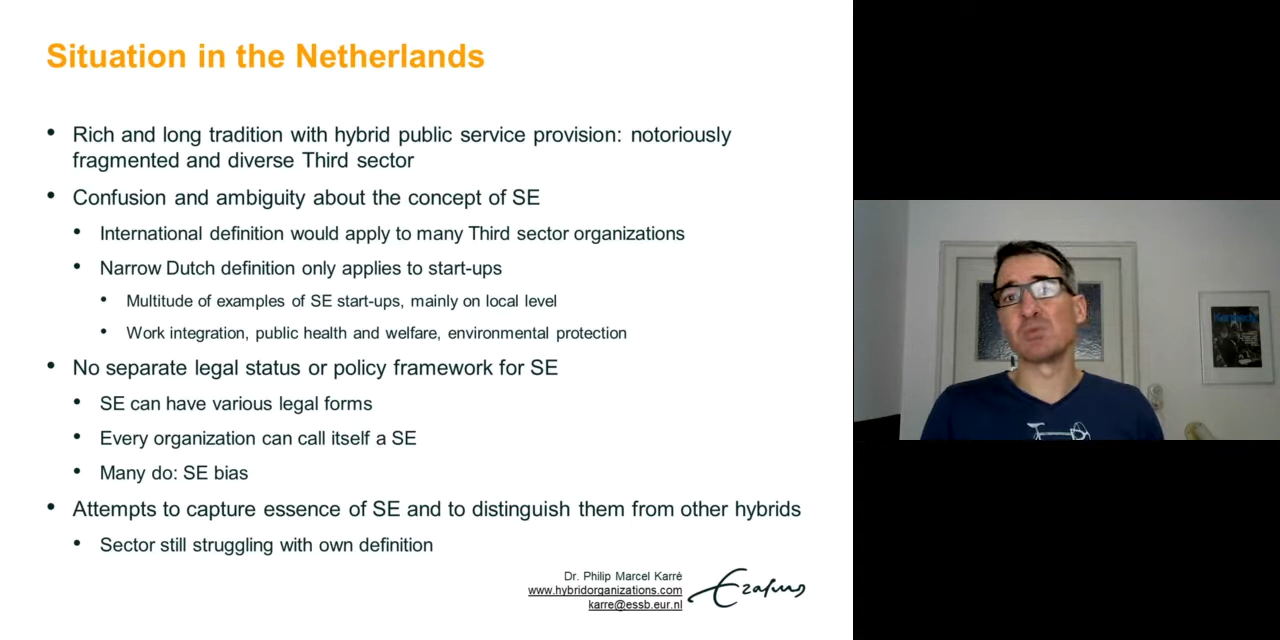 Situation in the Netherlands
• Rich and long tradition with hybrid public service provision: notoriously
fragmented and diverse Third sector
• Confusion and ambiguity about the concept of SE
• International definition would apply to many Third sector organizations
• Narrow Dutch definition only applies to start-ups
• Multitude of examples of SE start-ups, mainly on local level
• Work integration, public health and welfare, environmental protection
• No separate legal status or policy framework for SE
• SE can have various legal forms
• Every organization can call itself a SE
• Many do: SE bias
• Attempts to capture essence of SE and to distinguish them from other hybrids
• Sector still struggling with own definition
Dr. Philip Marcel Karré
www.hybridorganizations.com
karre@essb.eur.nl
Erasmus